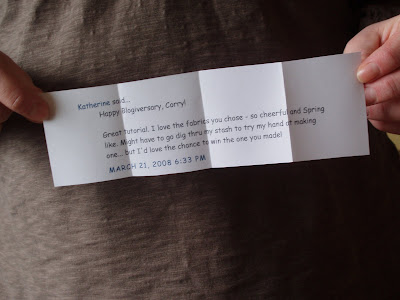 Katherine said...
Happy Blogiversary, Carry!
Great tutorial. I love the fabrics you chose - so cheerful and Spring
like. Might have to go dig thru my stash to try my hand at making
one... but I'd love the chance to win the one you made!
MARCH 21, 2008 6:33 PM